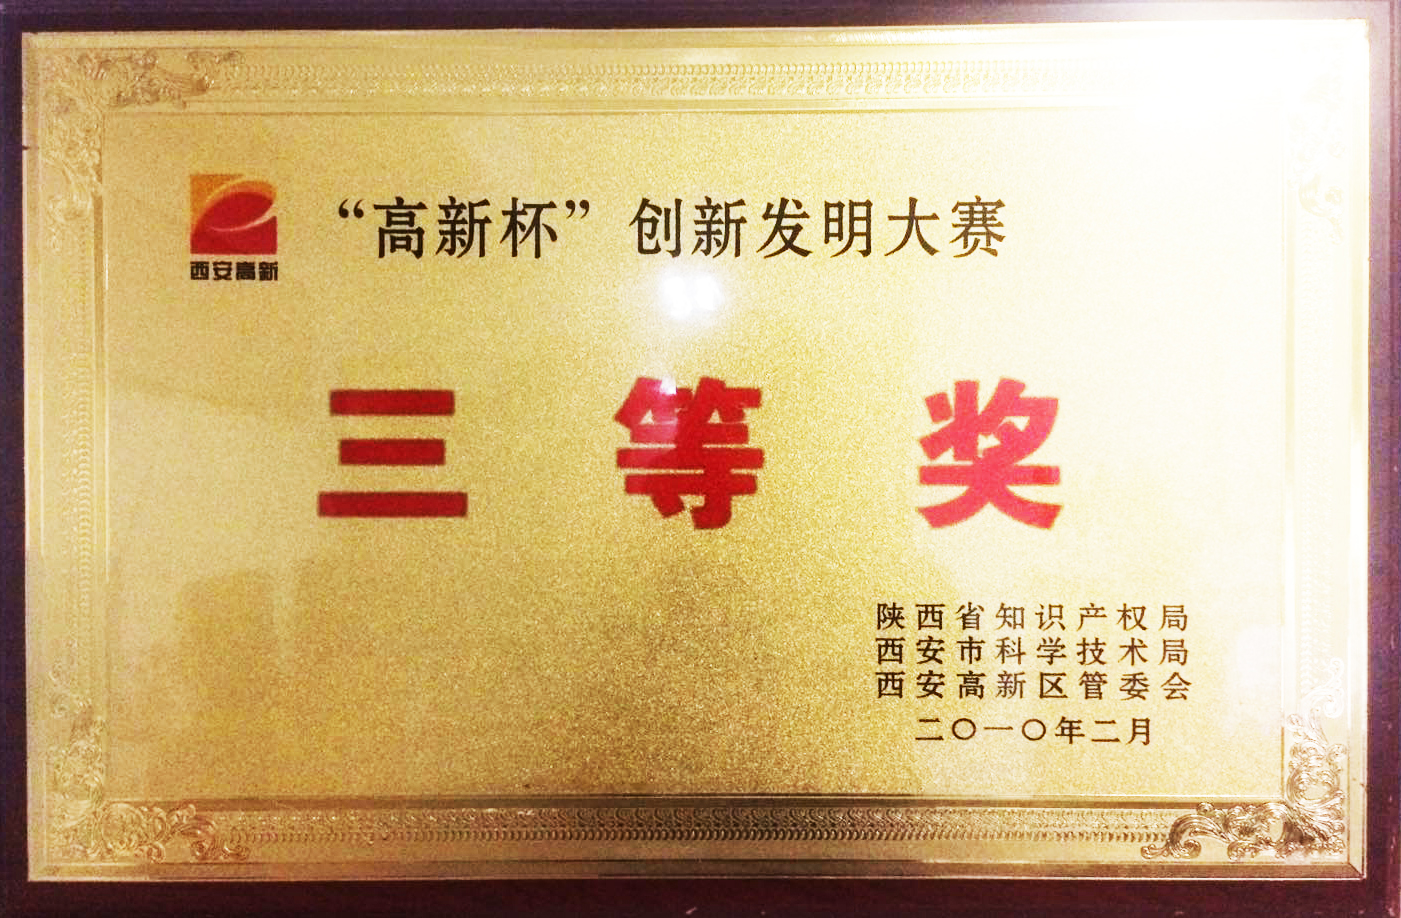 西安高新
“高新杯”创新发明大赛
三等奖
陕西省知识产权局
西安市科学技术局
西安高新区管委会
二〇一〇年二月